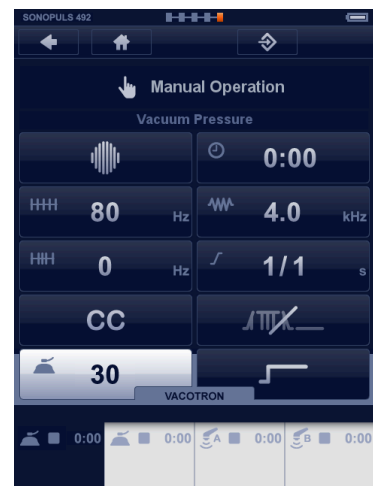 SONOPULS 492
Manual Operation
Vacuum Pressure
0:00
80 Hz
4.0 kHz
0 Hz
1/1 s
CC
30
VACOTRON
0:00
0:00
A 0:00
B 0:00